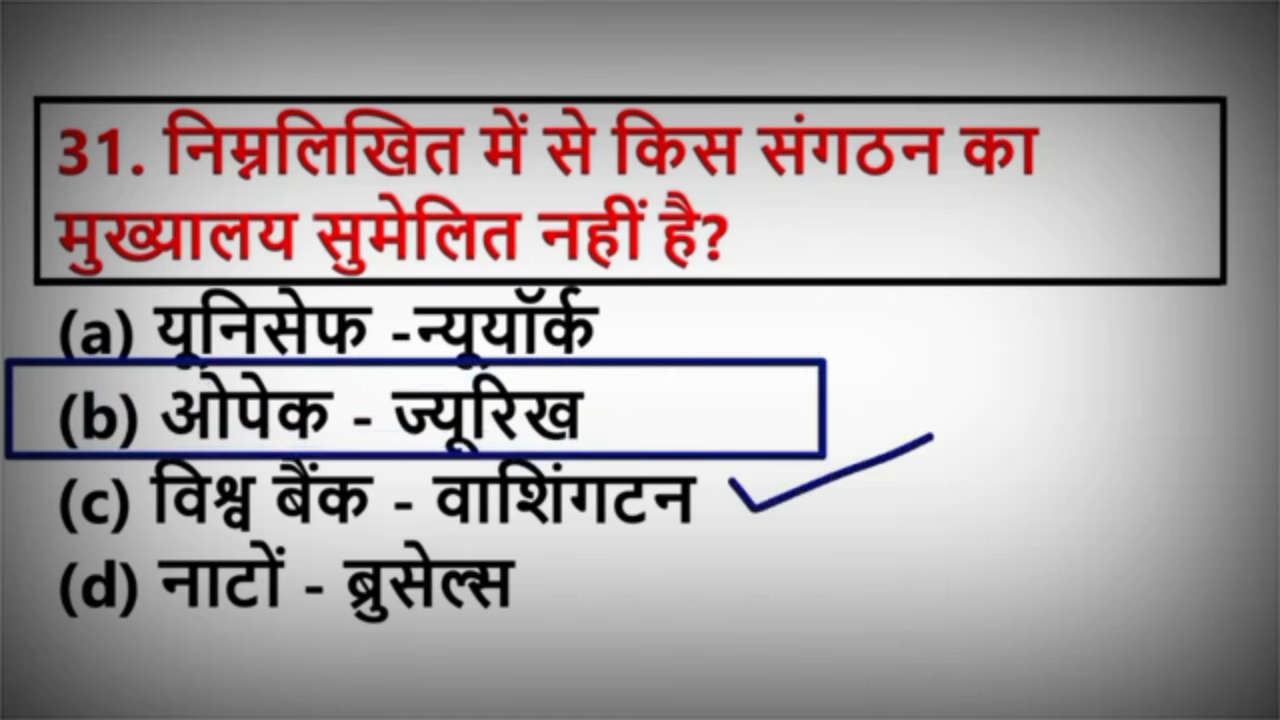 31. निम्नलिखित में से किस संगठन का
मुख्यालय सुमेलित नहीं है?
(a) यूनिसेफ -न्यूयॉर्क
(b) ओपेक - ज्यूरिख
(c) विश्व बैंक - वाशिंगटन
(d) नाटों - ब्रुसेल्स